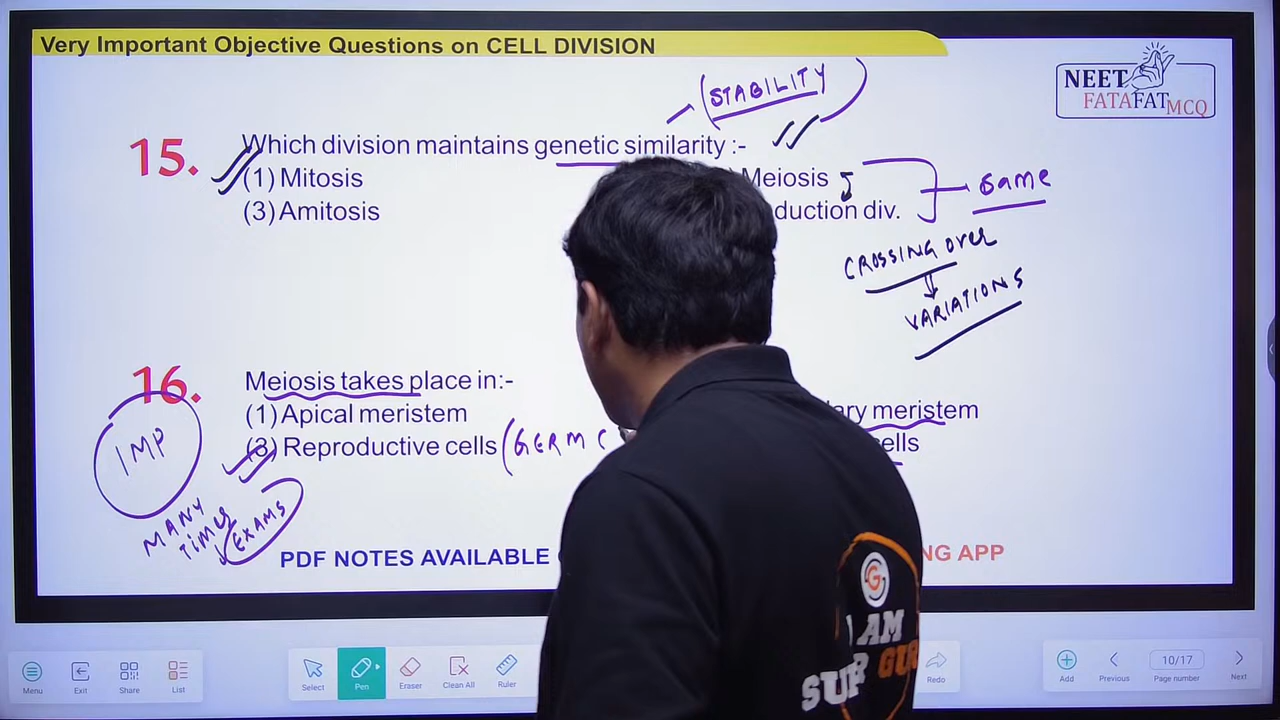 Very Important Objective Questions on CELL DIVISION
NEET
FATAFAT MCQ
(STABILITY)
15. Which division maintains genetic similarity :-
(1) Mitosis
Meiosis
(3) Amitosis
duction div.
same
CROSSING OVER
VARIATIONS
16. Meiosis takes place in:-
(1) Apical meristem
ary meristem
(3) Reproductive cells (GERM C
ells
IMP
MANY
TIMES
EXAMS
PDF NOTES AVAILABLE
NG APP
G
I AM
SUP GUR
Menu
Exit
Share
List
Select
Pen
Eraser
Clean All
Ruler
Redo
Add
Previous
10/17
Page number
Next